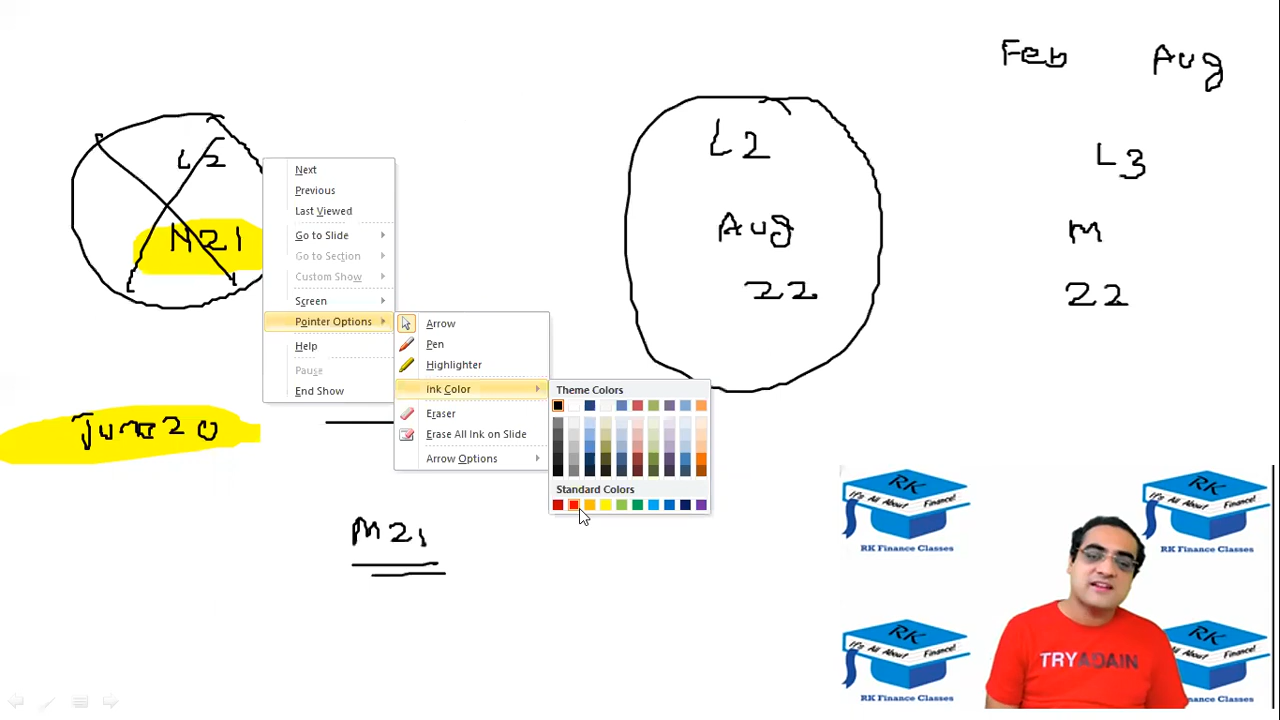 Feb Aug
L2
M21
L2
Aug
22
L3
M
22
Next
Previous
Last Viewed
Go to Slide
Go to Section
Custom Show
Screen
Pointer Options
Help
Pause
End Show
Arrow
Pen
Highlighter
Ink Color
Eraser
Erase All Ink on Slide
Arrow Options
Theme Colors
Standard Colors
June 20
M21
RK
It's All About Finance!
RK Finance Classes
RK
It's All About Finance!
RK Finance Classes
RK
It's All About Finance!
RK Finance Classes
RK
RK Finance Classes
TRY AGAIN